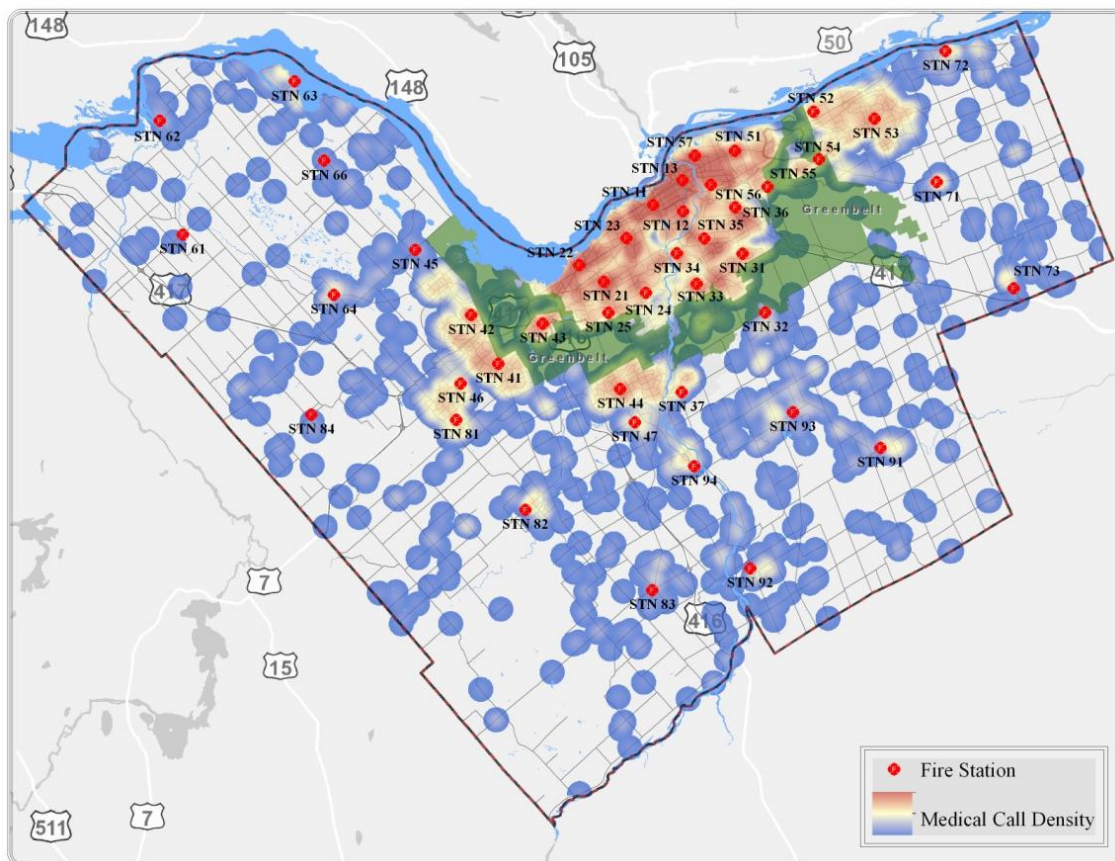 148
50
STN 72
105
STN 63
148
STN 52
STN 53
STN 62
STN 57
STN 51
STN 54
STN 66
STN 13
STN 55
STN 71
STN 11
STN 56
STN 12
STN 36
Greenbelt
STN 23
STN 35
STN 61
STN 22
STN 45
STN 34
STN 31
417
STN 73
417
STN 64
STN 21
STN 24
STN 33
417
STN 42
STN 43
STN 25
STN 32
416
Greenbelt
STN 41
STN 46
STN 44
STN 37
STN 84
STN 81
STN 47
STN 93
STN 91
STN 94
STN 82
7
STN 92
STN 83
416
15
Fire Station
Medical Call Density
511
7